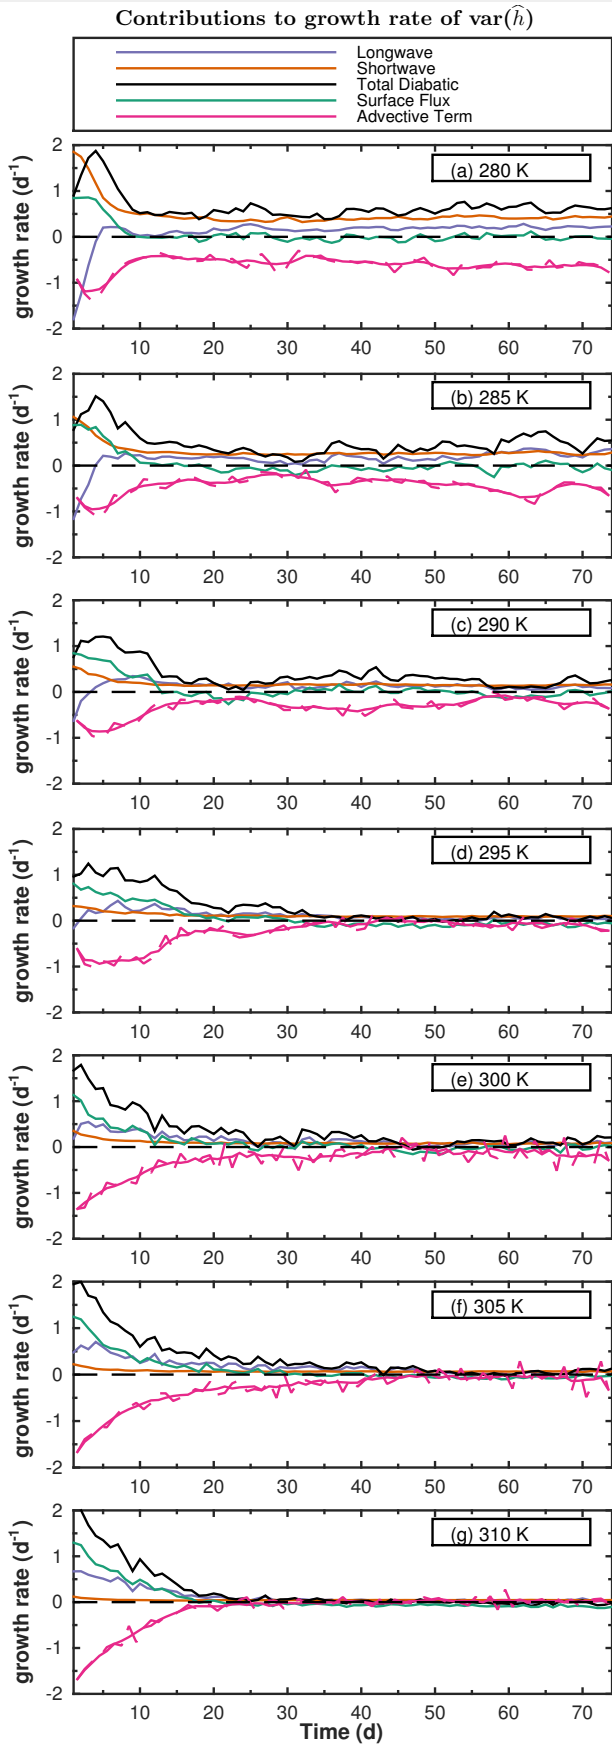 Contributions to growth rate of var(ĥ)
Longwave
Shortwave
Total Diabatic
Surface Flux
Advective Term
growth rate (d⁻¹)
(a) 280 K
2
1
0
-1
-2
10 20 30 40 50 60 70
growth rate (d⁻¹)
(b) 285 K
2
1
0
-1
-2
10 20 30 40 50 60 70
growth rate (d⁻¹)
(c) 290 K
2
1
0
-1
-2
10 20 30 40 50 60 70
growth rate (d⁻¹)
(d) 295 K
2
1
0
-1
-2
10 20 30 40 50 60 70
growth rate (d⁻¹)
(e) 300 K
2
1
0
-1
-2
10 20 30 40 50 60 70
growth rate (d⁻¹)
(f) 305 K
2
1
0
-1
-2
10 20 30 40 50 60 70
growth rate (d⁻¹)
(g) 310 K
2
1
0
-1
-2
10 20 30 40 50 60 70
Time (d)